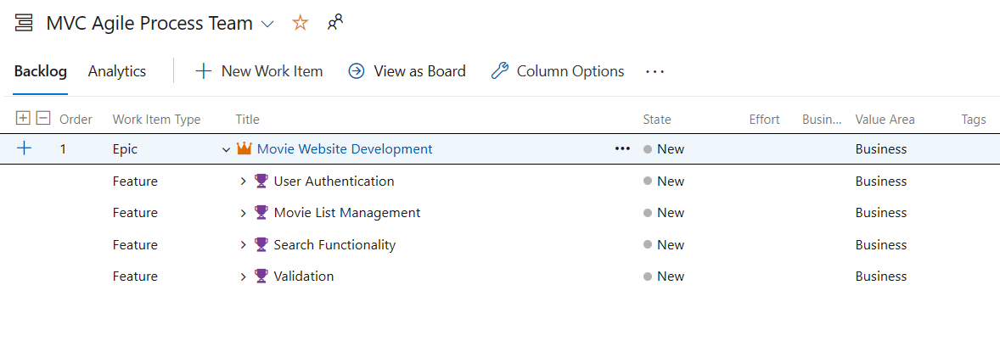 MVC Agile Process Team
Backlog Analytics New Work Item View as Board Column Options ...
Order Work Item Type Title State Effort Busin... Value Area Tags
1 Epic Movie Website Development ... New Business
Feature User Authentication New Business
Feature Movie List Management New Business
Feature Search Functionality New Business
Feature Validation New Business